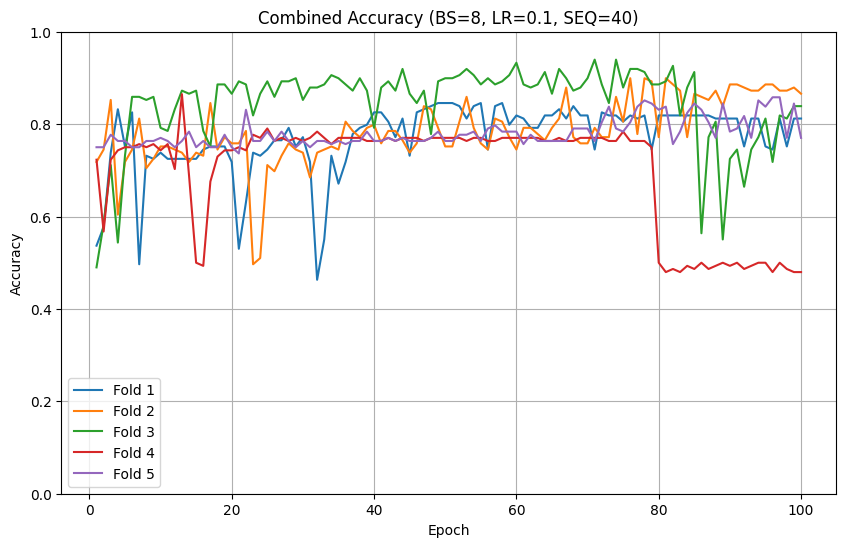 Combined Accuracy (BS=8, LR=0.1, SEQ=40)
1.0
0.8
0.6
0.4
0.2
0.0
Accuracy
Fold 1
Fold 2
Fold 3
Fold 4
Fold 5
0 20 40 60 80 100
Epoch